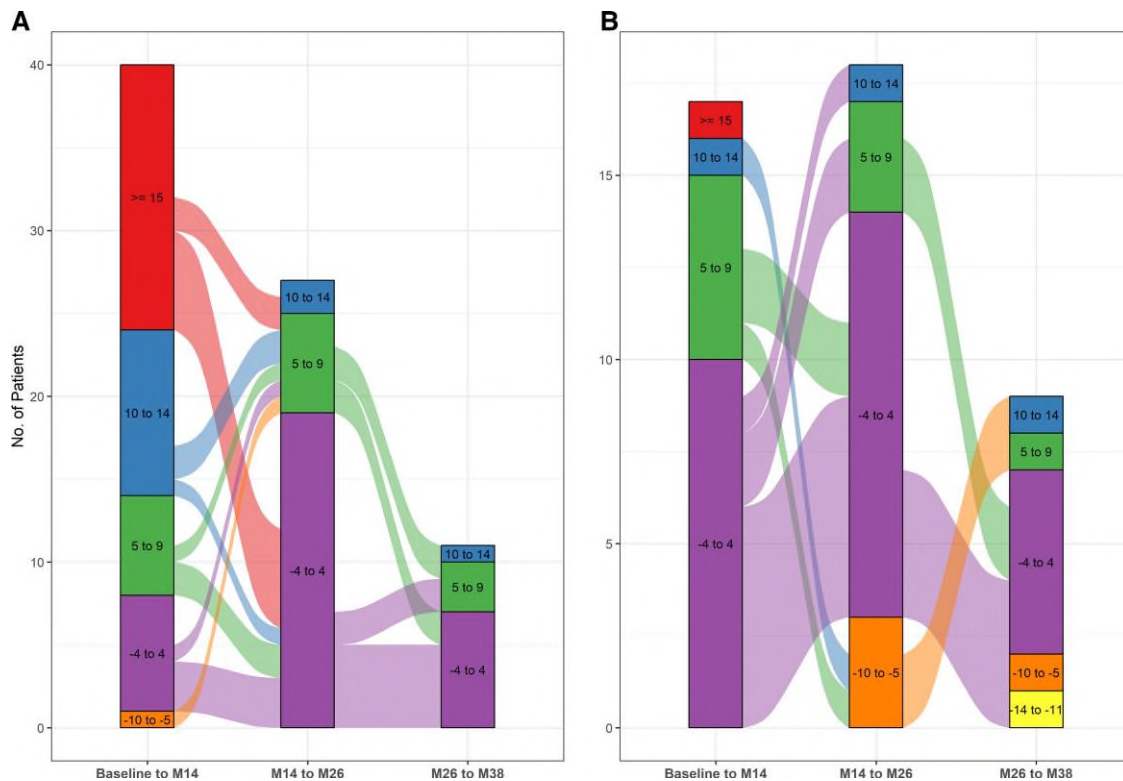 A
No. of Patients
40
30
20
10
0
>= 15
10 to 14
5 to 9
-4 to 4
-10 to -5
10 to 14
5 to 9
-4 to 4
10 to 14
5 to 9
-4 to 4
Baseline to M14
M14 to M26
M26 to M38
B
15
10
5
0
>= 15
10 to 14
5 to 9
-4 to 4
10 to 14
5 to 9
-4 to 4
-10 to -5
10 to 14
5 to 9
-4 to 4
-10 to -5
-14 to -11
Baseline to M14
M14 to M26
M26 to M38